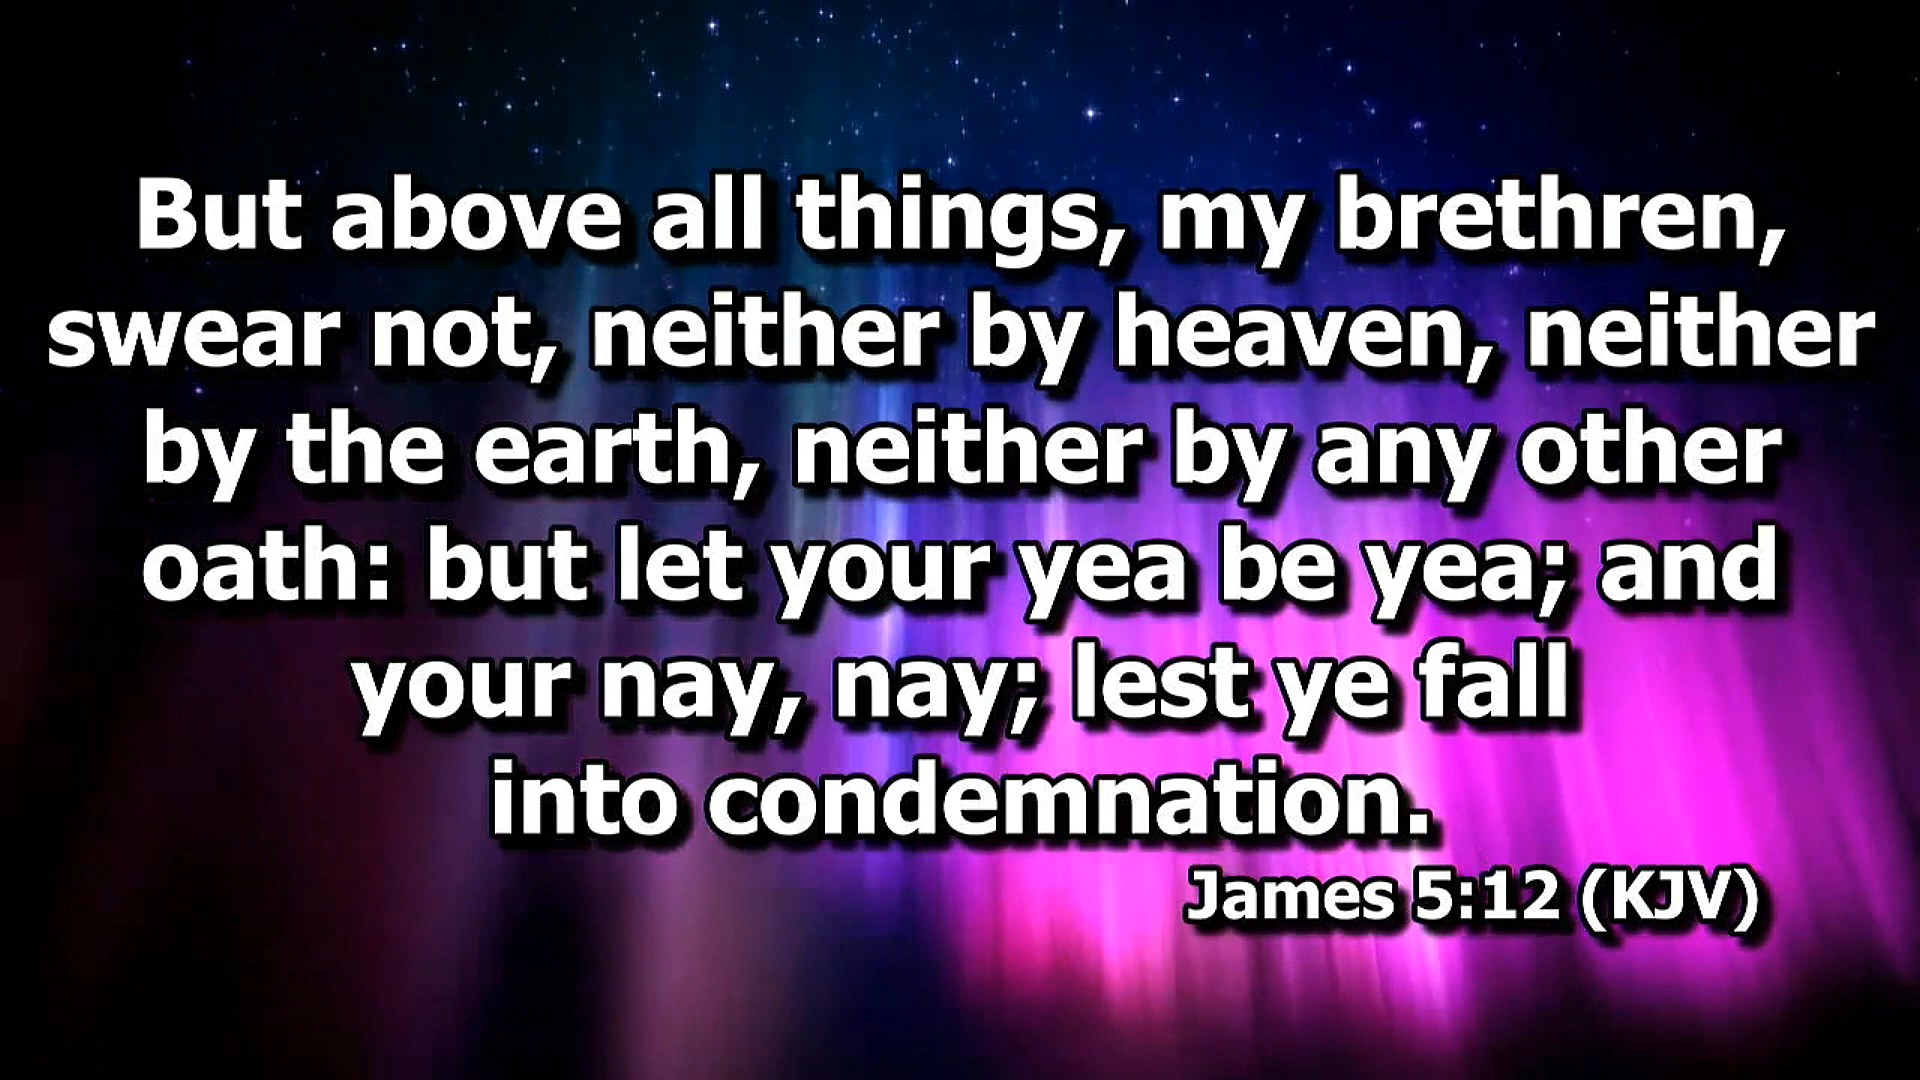 But above all things, my brethren,
swear not, neither by heaven, neither
by the earth, neither by any other
oath: but let your yea be yea; and
your nay, nay; lest ye fall
into condemnation.
James 5:12 (KJV)